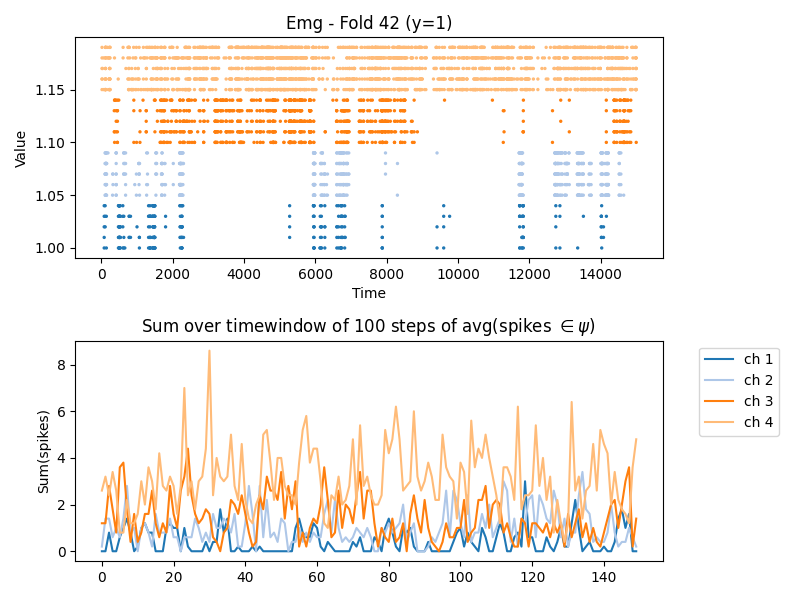 Emg - Fold 42 (y=1)
Value
1.15
1.10
1.05
1.00
0 2000 4000 6000 8000 10000 12000 14000
Time
Sum over timewindow of 100 steps of avg(spikes ∈ ψ)
Sum(spikes)
8
6
4
2
0
0 20 40 60 80 100 120 140
ch 1
ch 2
ch 3
ch 4